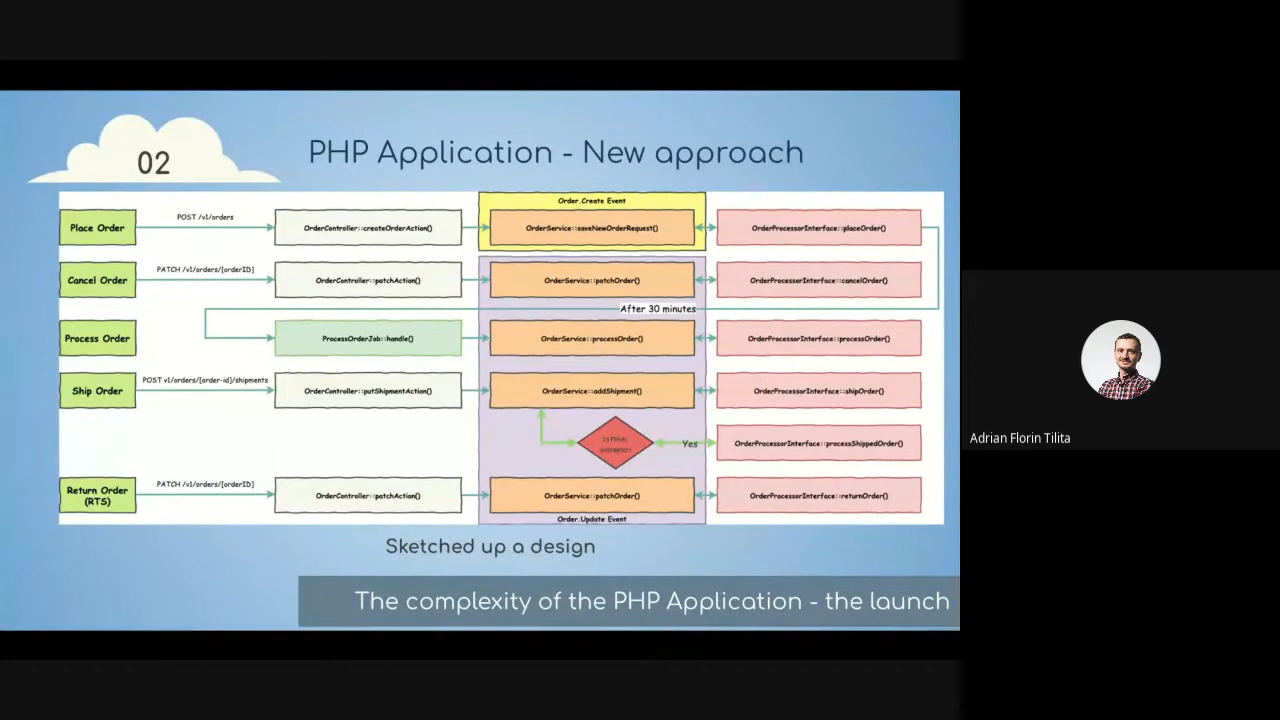 02
PHP Application - New approach
Order.Create Event
Place Order
POST /v1/orders
OrderController::createOrderAction()
OrderService::saveNewOrderRequest()
OrderProcessorInterface::placeOrder()
Cancel Order
PATCH /v1/orders/[orderID]
OrderController::patchAction()
OrderService::patchOrder()
OrderProcessorInterface::cancelOrder()
After 30 minutes
Process Order
ProcessOrderJob::handle()
OrderService::processOrder()
OrderProcessorInterface::processOrder()
Ship Order
POST v1/orders/[order-id]/shipments
OrderController::putShipmentAction()
OrderService::addShipment()
OrderProcessorInterface::shipOrder()
Yes
OrderProcessorInterface::processShippedOrder()
Return Order
(RTS)
PATCH /v1/orders/[orderID]
OrderController::patchAction()
OrderService::patchOrder()
OrderProcessorInterface::returnOrder()
Order.Update Event
Sketched up a design
The complexity of the PHP Application - the launch
Adrian Florin Tilita